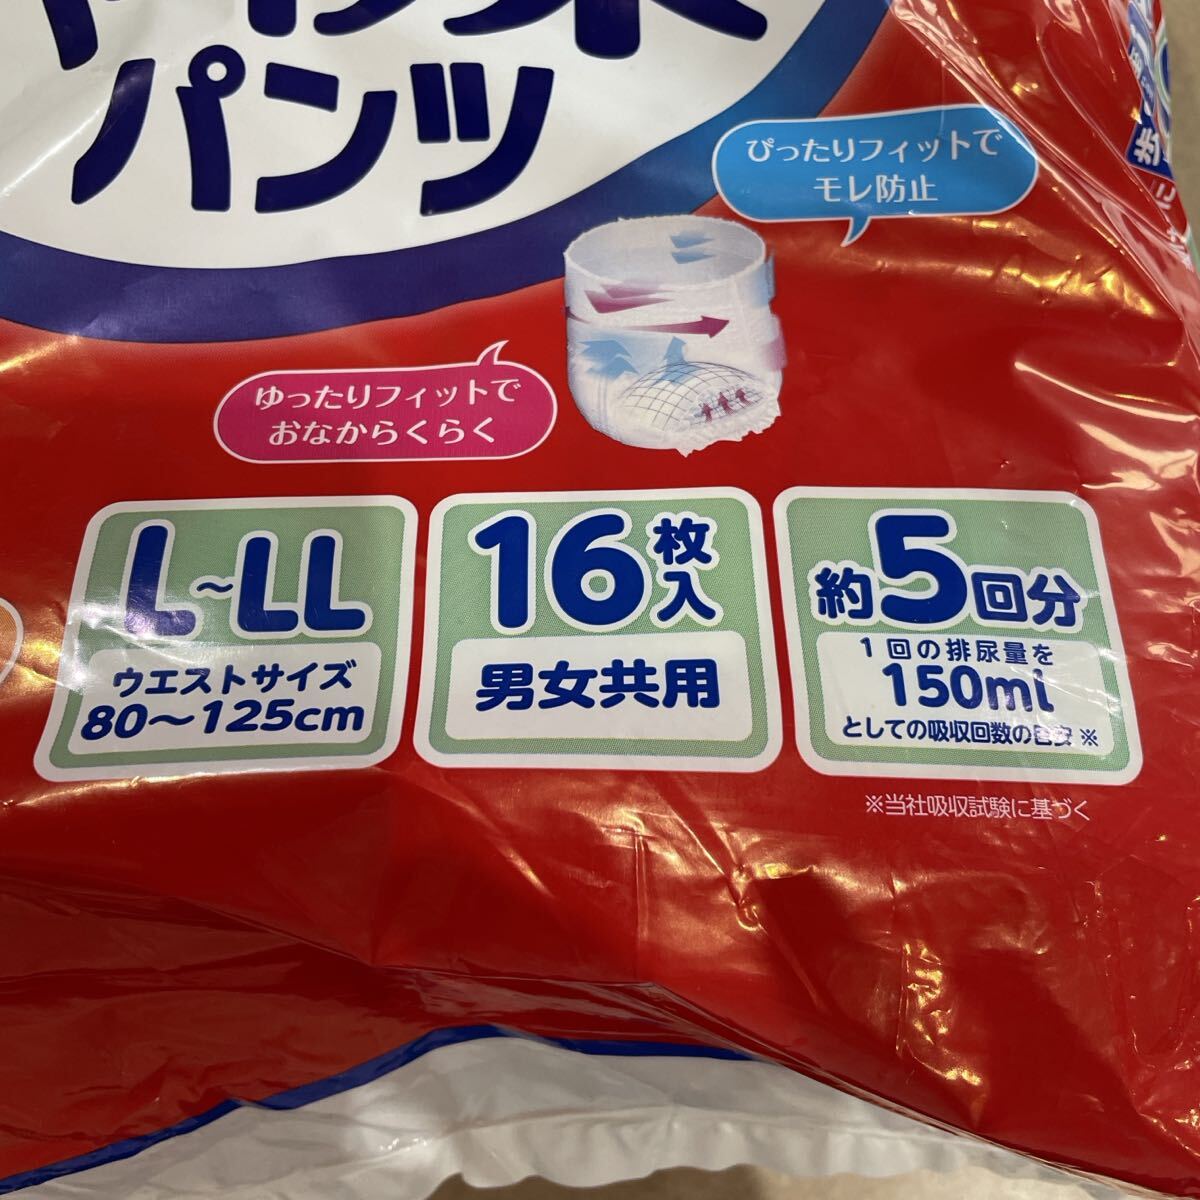 パンツ
ぴったりフィットで
モレ防止
ゆったりフィットで
おなからくらく
L~LL
ウエストサイズ
80～125cm
16枚入
男女共用
約5回分
1回の排尿量を
150ml
としての吸収回数の目安※
※当社吸収試験に基づく